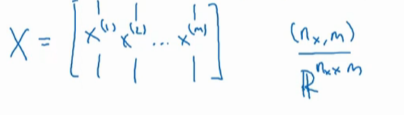 X = [ x^(1) x^(2) ... x^(m) ]
(n_x, m)
ℝ^(n_x × m)